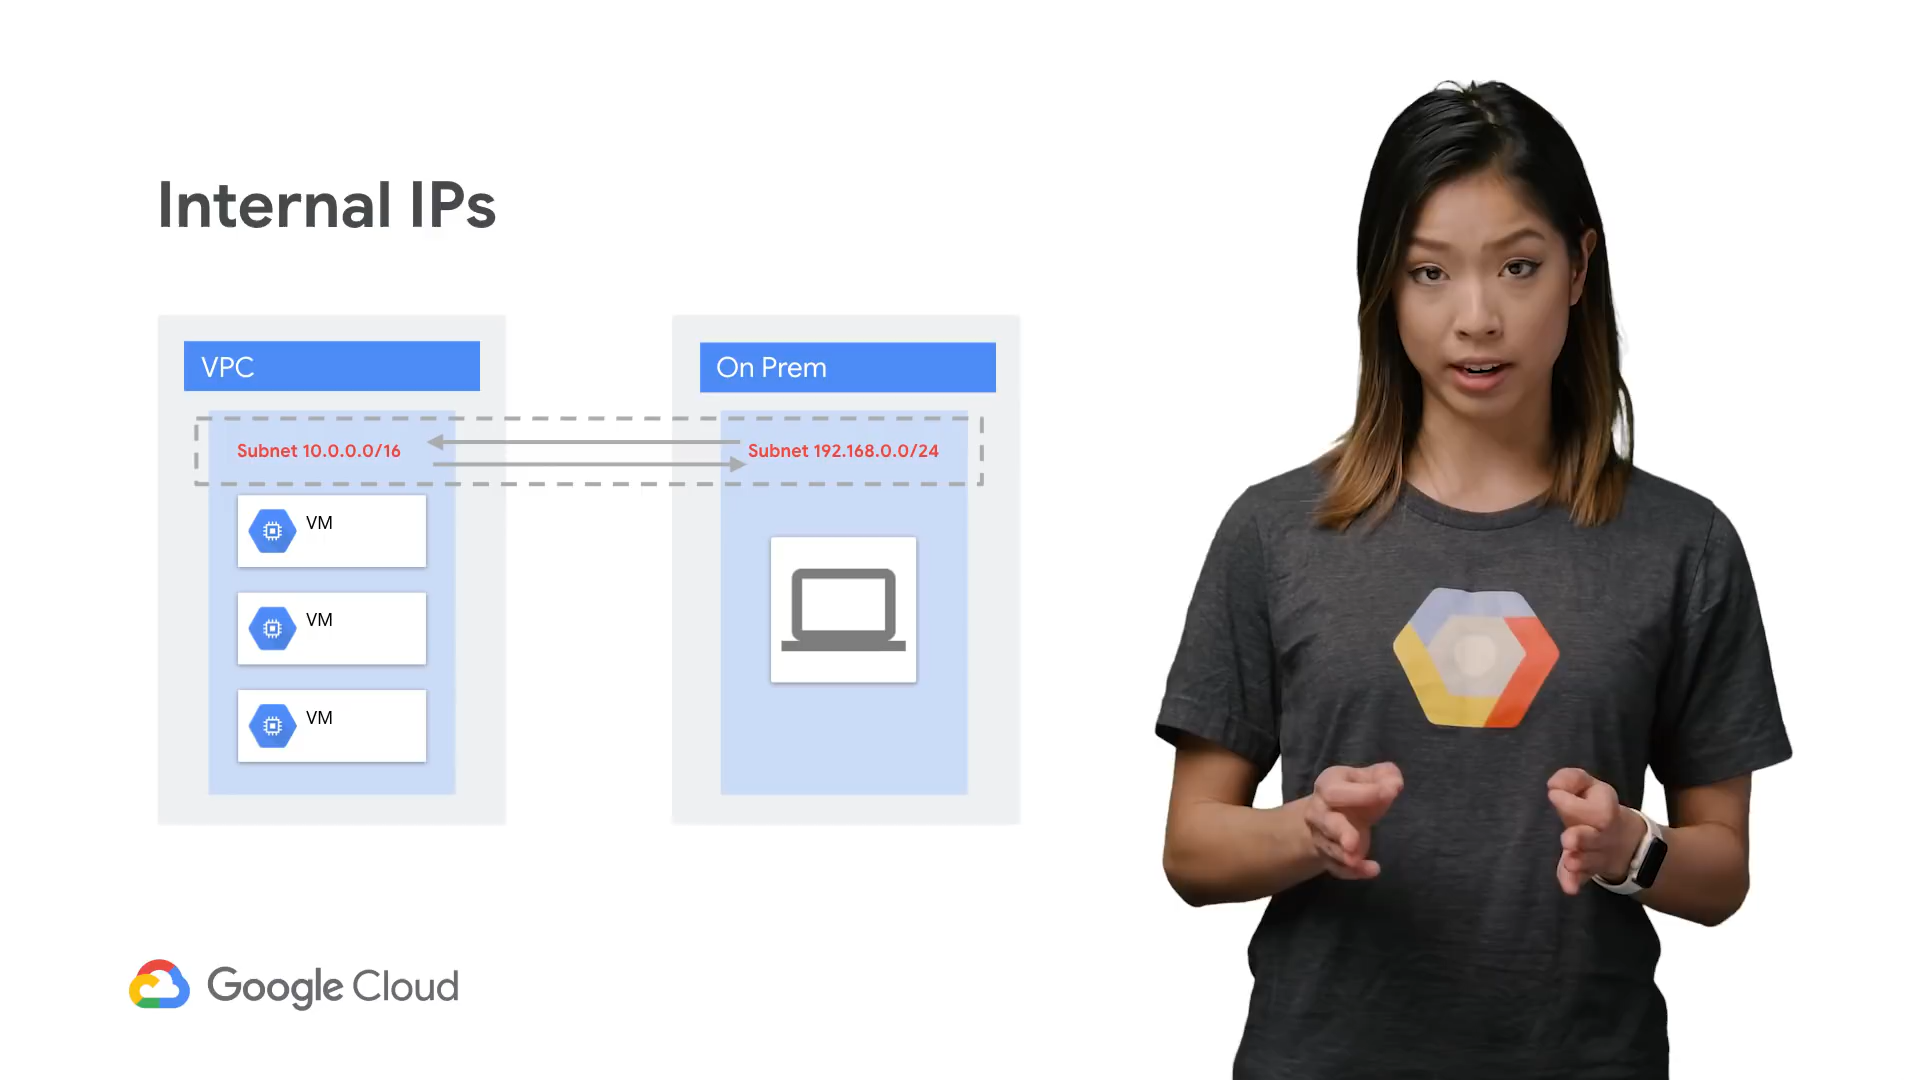 Internal IPs
VPC
On Prem
Subnet 10.0.0.0/16
Subnet 192.168.0.0/24
VM
VM
VM
Google Cloud